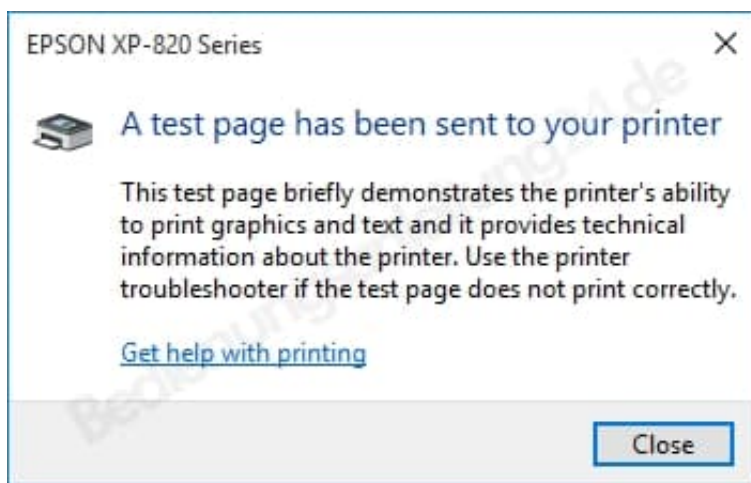 EPSON XP-820 Series
A test page has been sent to your printer
This test page briefly demonstrates the printer's ability
to print graphics and text and it provides technical
information about the printer. Use the printer
troubleshooter if the test page does not print correctly.
Get help with printing
Close